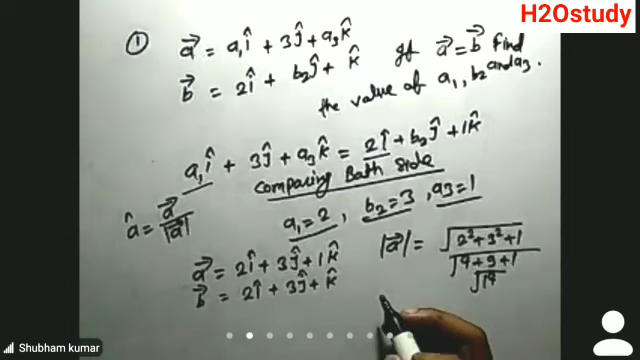 H2Ostudy
① a⃗ = a₁î + 3ĵ + a₃k̂
b⃗ = 2î + b₂ĵ + k̂ If a⃗ = b⃗ find
the value of a₁, b₂ and a₃.
a₁î + 3ĵ + a₃k̂ = 2î + b₂ĵ + 1k̂
Comparing Bath side
â = a⃗/|a⃗|
a₁ = 2, b₂ = 3, a₃ = 1
a⃗ = 2î + 3ĵ + 1k̂
b⃗ = 2î + 3ĵ + k̂
|a⃗| = √2²+3²+1
√4+9+1
√14
Shubham kumar